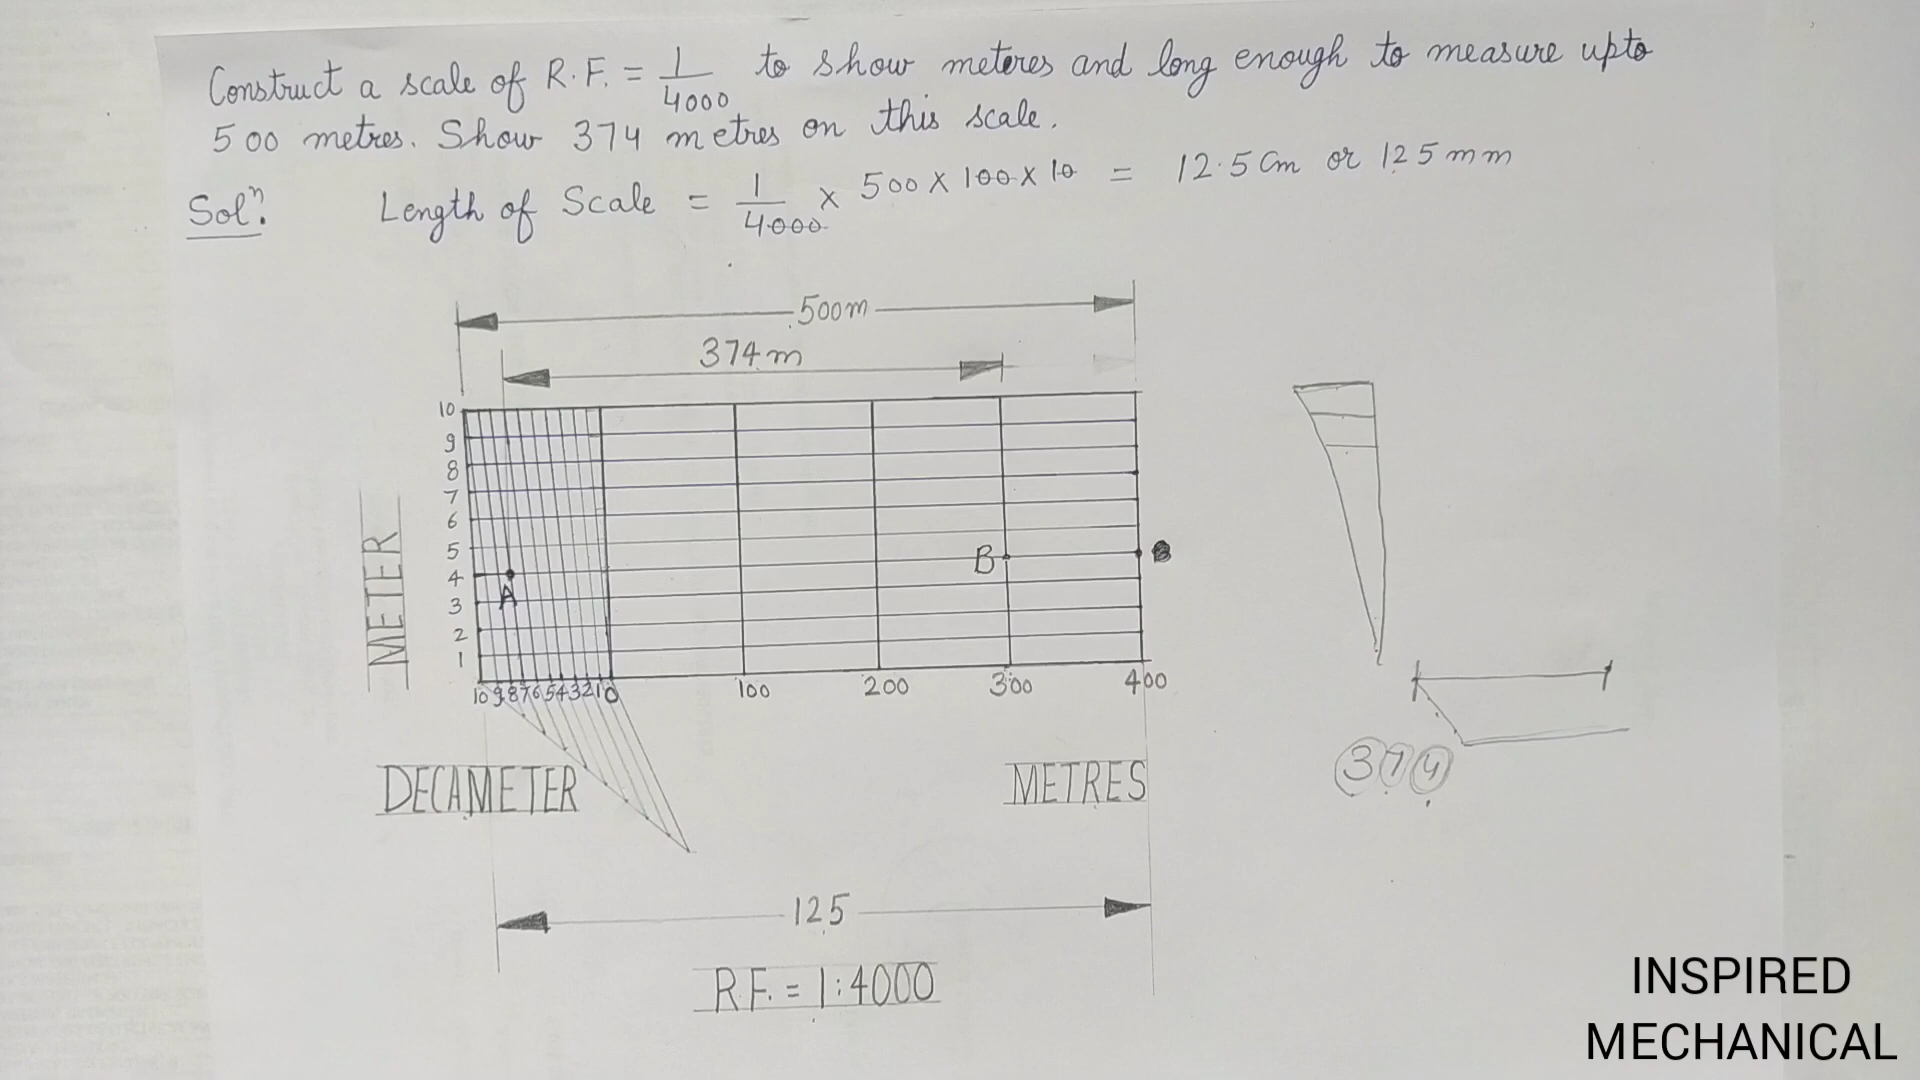 Construct a scale of R.F. = 1/4000 to show meteres and long enough to measure upto
500 metres. Show 374 metres on this scale.
Solⁿ: Length of Scale = 1/4000 × 500 × 100 × 10 = 12.5 Cm or 125 mm
500m
374m
10
9
8
7
6
5
4
3
2
1
METER
A
B
B
10 9 8 7 6 5 4 3 2 1 0 100 200 300 400
374
DECAMETER METRES
125
R.F. = 1:4000
INSPIRED
MECHANICAL